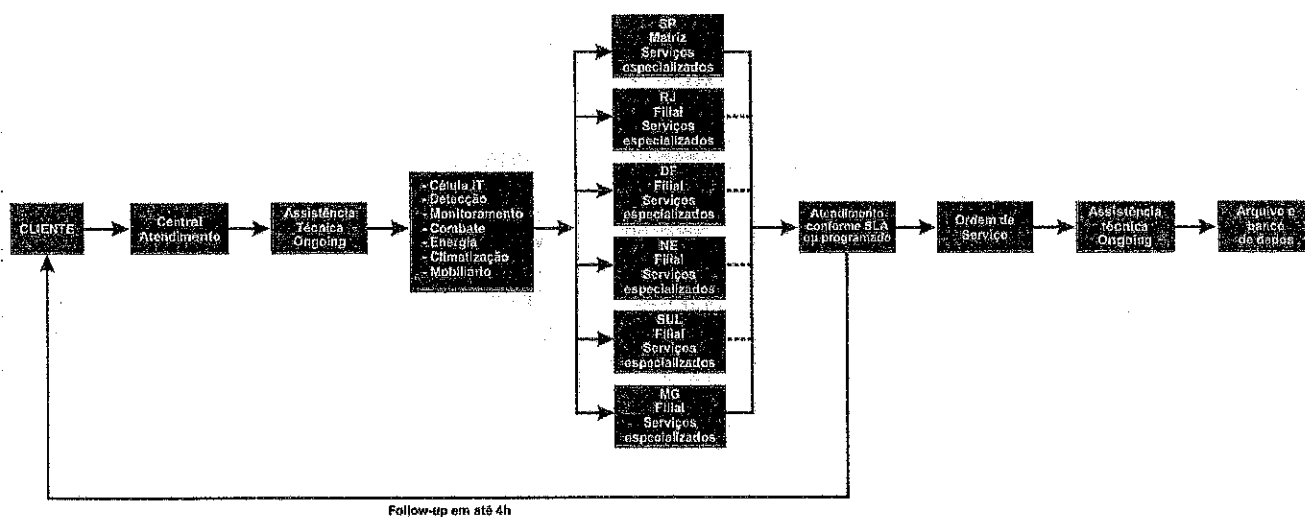 CLIENTE
Central
Atendimento
Assistência
Técnica
Ongoing
- Célula IT
- Detecção
- Monitoramento
- Combate
- Energia
- Climatização
- Mobiliário
SP
Matriz
Serviços
especializados
RJ
Filial
Serviços
especializados
DF
Filial
Serviços
especializados
NE
Filial
Serviços
especializados
SUL
Filial
Serviços
especializados
MG
Filial
Serviços
especializados
Atendimento
conforme SLA
ou programado
Ordem de
Serviço
Assistência
técnica
Ongoing
Arquivo e
banco
de dados
Follow-up em até 4h